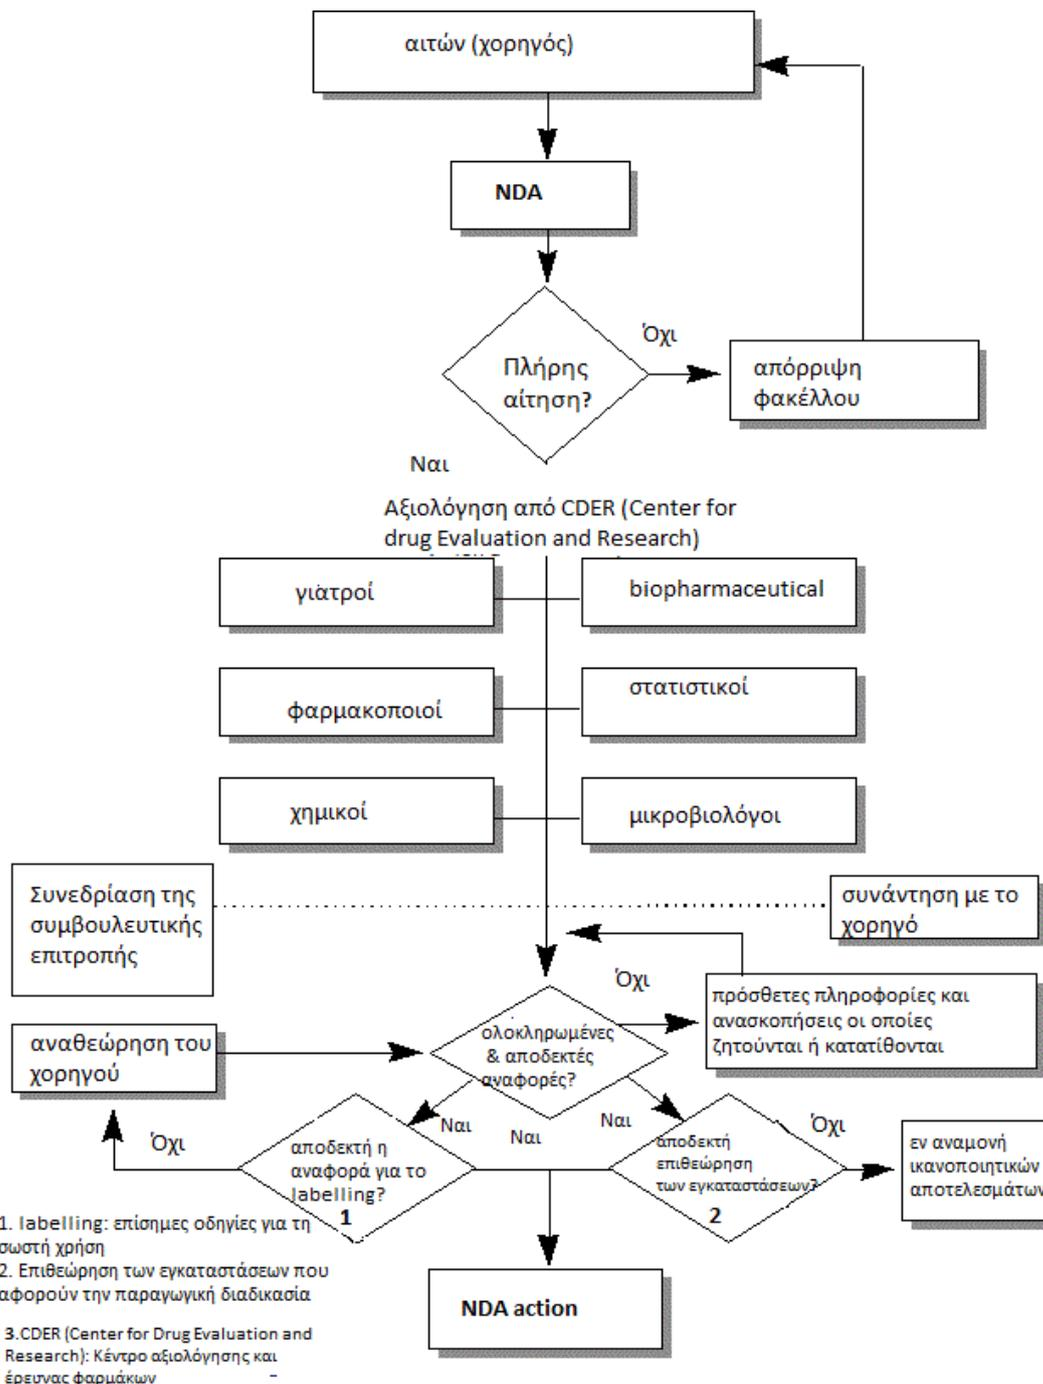 αιτών (χορηγός)
NDA
Όχι
Πλήρης
αίτηση?
απόρριψη
φακέλλου
Ναι
Αξιολόγηση από CDER (Center for
drug Evaluation and Research)
γιατροί
biopharmaceutical
φαρμακοποιοί
στατιστικοί
χημικοί
μικροβιολόγοι
Συνεδρίαση της
συμβουλευτικής
επιτροπής
συνάντηση με το
χορηγό
Όχι
πρόσθετες πληροφορίες και
ανασκοπήσεις οι οποίες
ζητούνται ή κατατίθονται
αναθεώρηση του
χορηγού
ολοκληρωμένες
& αποδεκτές
αναφορές?
Ναι
Ναι
Ναι
Όχι
αποδεκτή η
αναφορά για το
labelling?
1
αποδεκτή
επιθεώρηση
των εγκαταστάσεων?
2
Όχι
εν αναμονή
ικανοποιητικών
αποτελεσμάτων
1. labelling: επίσημες οδηγίες για τη
σωστή χρήση
2. Επιθεώρηση των εγκαταστάσεων που
αφορούν την παραγωγική διαδικασία
NDA action
3.CDER (Center for Drug Evaluation and
Research): Κέντρο αξιολόγησης και
έρευνας φαρμάκων